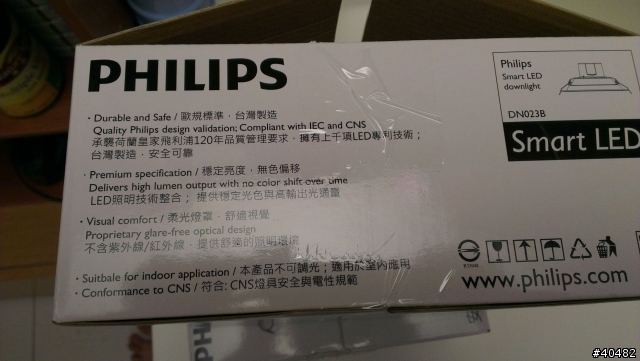 PHILIPS
· Durable and Safe / 歐規標準．台灣製造
Quality Philips design validation; Compliant with IEC and CNS
承襲荷蘭皇家飛利浦120年品質管理要求，擁有上千項LED專利技術；
台灣製造，安全可靠
· Premium specification / 穩定亮度，無色偏移
Delivers high lumen output with no color shift over time
LED照明技術整合； 提供穩定光色與高輸出光通量
· Visual comfort / 柔光燈罩．舒適視覺
Proprietary glare-free optical design
不含紫外線/紅外線，提供舒適的照明環境
· Suitbale for indoor application / 本產品不可調光；適用於室內應用
· Conformance to CNS / 符合: CNS燈具安全與電性規範
Philips
Smart LED
downlight
DN023B
Smart LED
www.philips.com
PH
#40482